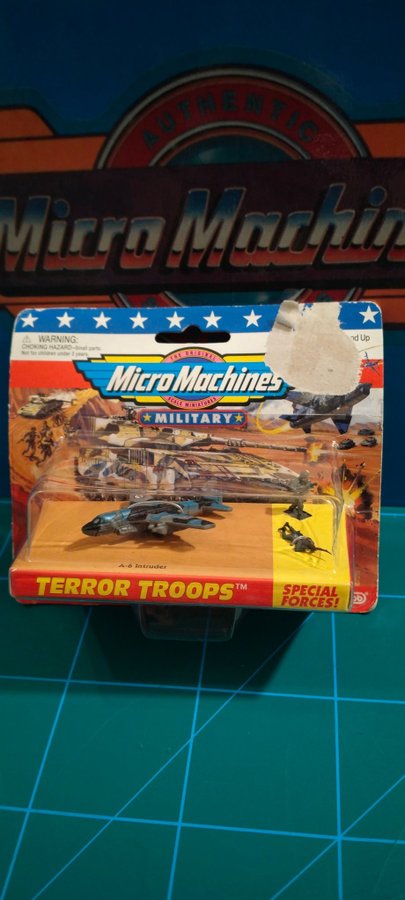 AUTHENTIC
Micro Machin
WARNING:
CHOKING HAZARD-Small parts.
Not for children under 3 years.
nd Up
THE ORIGINAL
Micro Machines
SCALE MINIATURES
MILITARY
A-6 Intruder
TERROR TROOPS™
SPECIAL
FORCES!